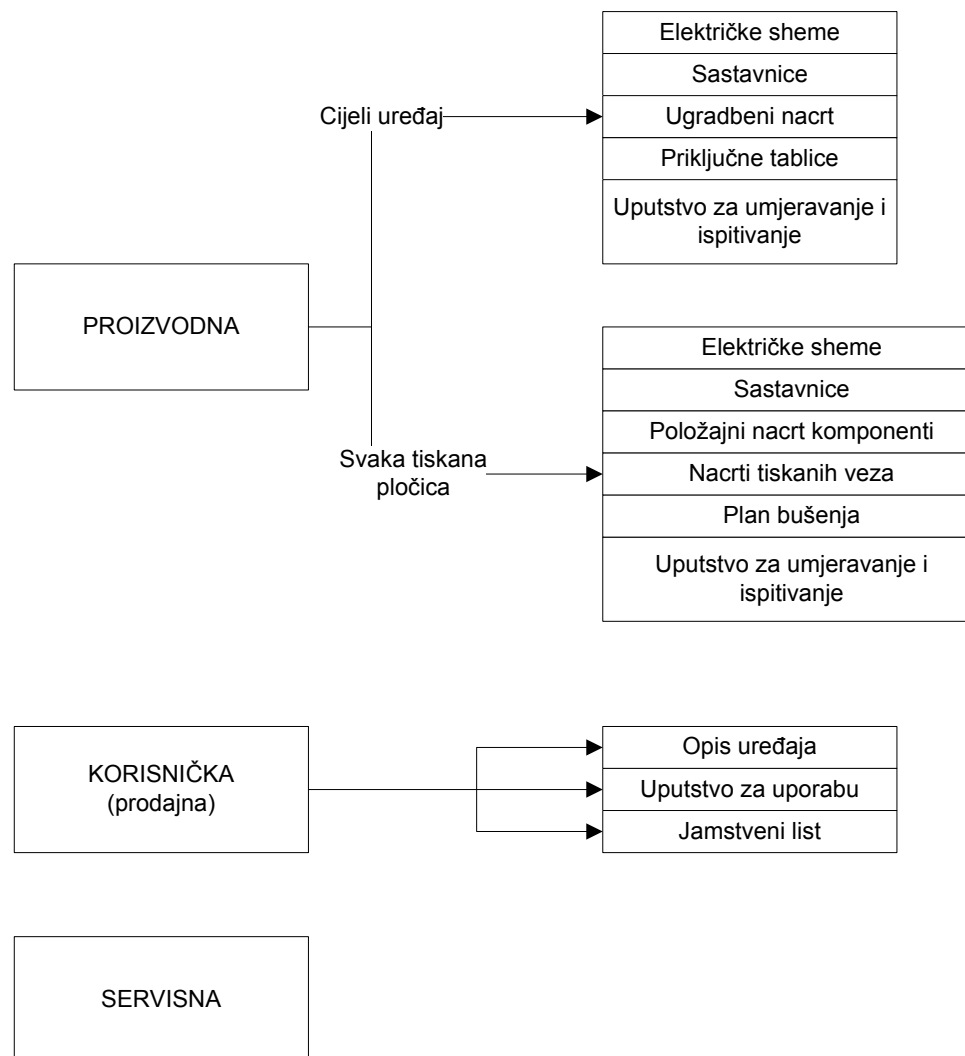 Električke sheme
Sastavnice
Cijeli uređaj
Ugradbeni nacrt
Priključne tablice
Uputstvo za umjeravanje i
ispitivanje
PROIZVODNA
Električke sheme
Sastavnice
Položajni nacrt komponenti
Svaka tiskana
pločica
Nacrti tiskanih veza
Plan bušenja
Uputstvo za umjeravanje i
ispitivanje
KORISNIČKA
(prodajna)
Opis uređaja
Uputstvo za uporabu
Jamstveni list
SERVISNA